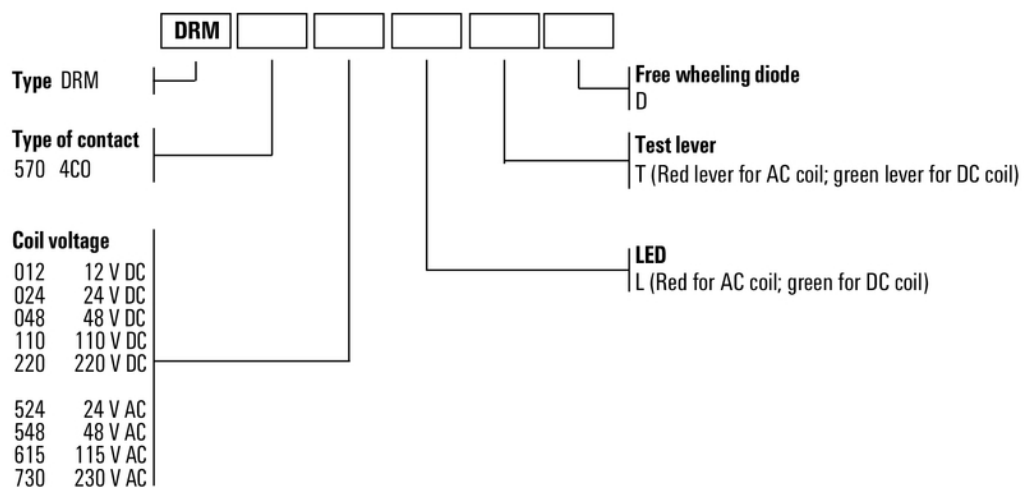 DRM
Type DRM
Type of contact
570 4CO
Coil voltage
012 12 V DC
024 24 V DC
048 48 V DC
110 110 V DC
220 220 V DC
524 24 V AC
548 48 V AC
615 115 V AC
730 230 V AC
Free wheeling diode
D
Test lever
T (Red lever for AC coil; green lever for DC coil)
LED
L (Red for AC coil; green for DC coil)